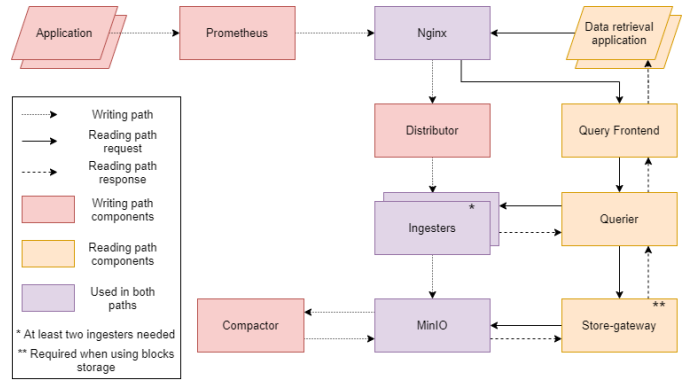 Application
Prometheus
Nginx
Data retrieval
application
Writing path
Reading path
request
Reading path
response
Writing path
components
Reading path
components
Used in both
paths
* At least two ingesters needed
** Required when using blocks
storage
Distributor
Query Frontend
*
Ingesters
Querier
Compactor
MinIO
**
Store-gateway